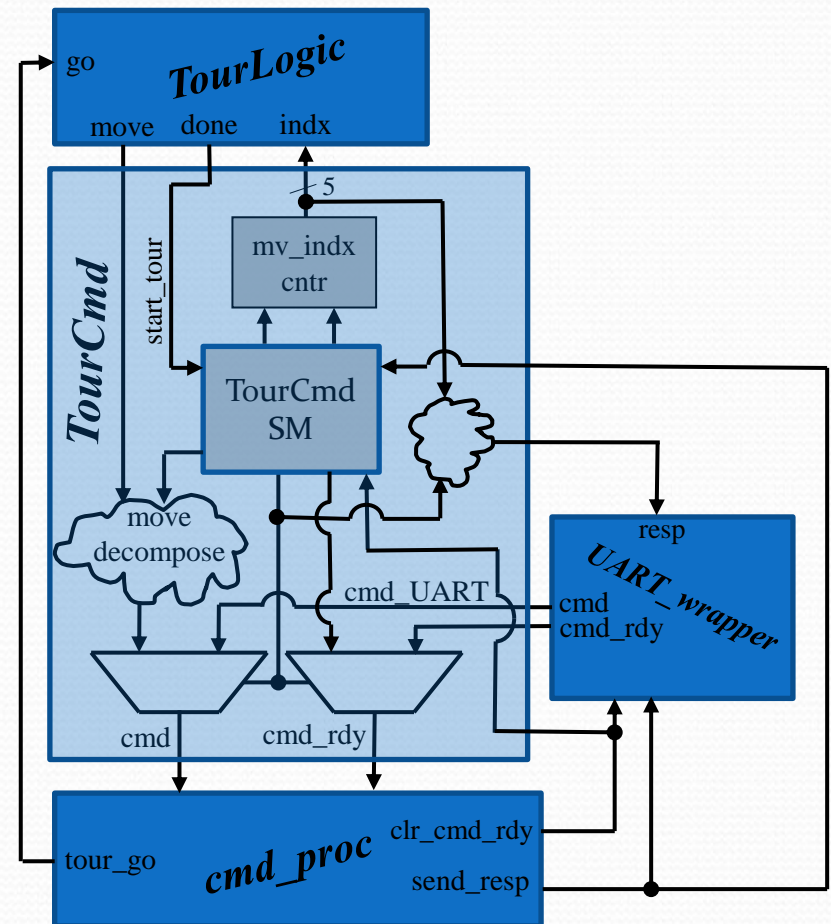 TourLogic
go
move done indx
5
mv_indx
cntr
start_tour
TourCmd
TourCmd
SM
move
decompose
resp
UART_wrapper
cmd_UART
cmd
cmd_rdy
cmd
cmd_rdy
clr_cmd_rdy
tour_go
cmd_proc
send_resp